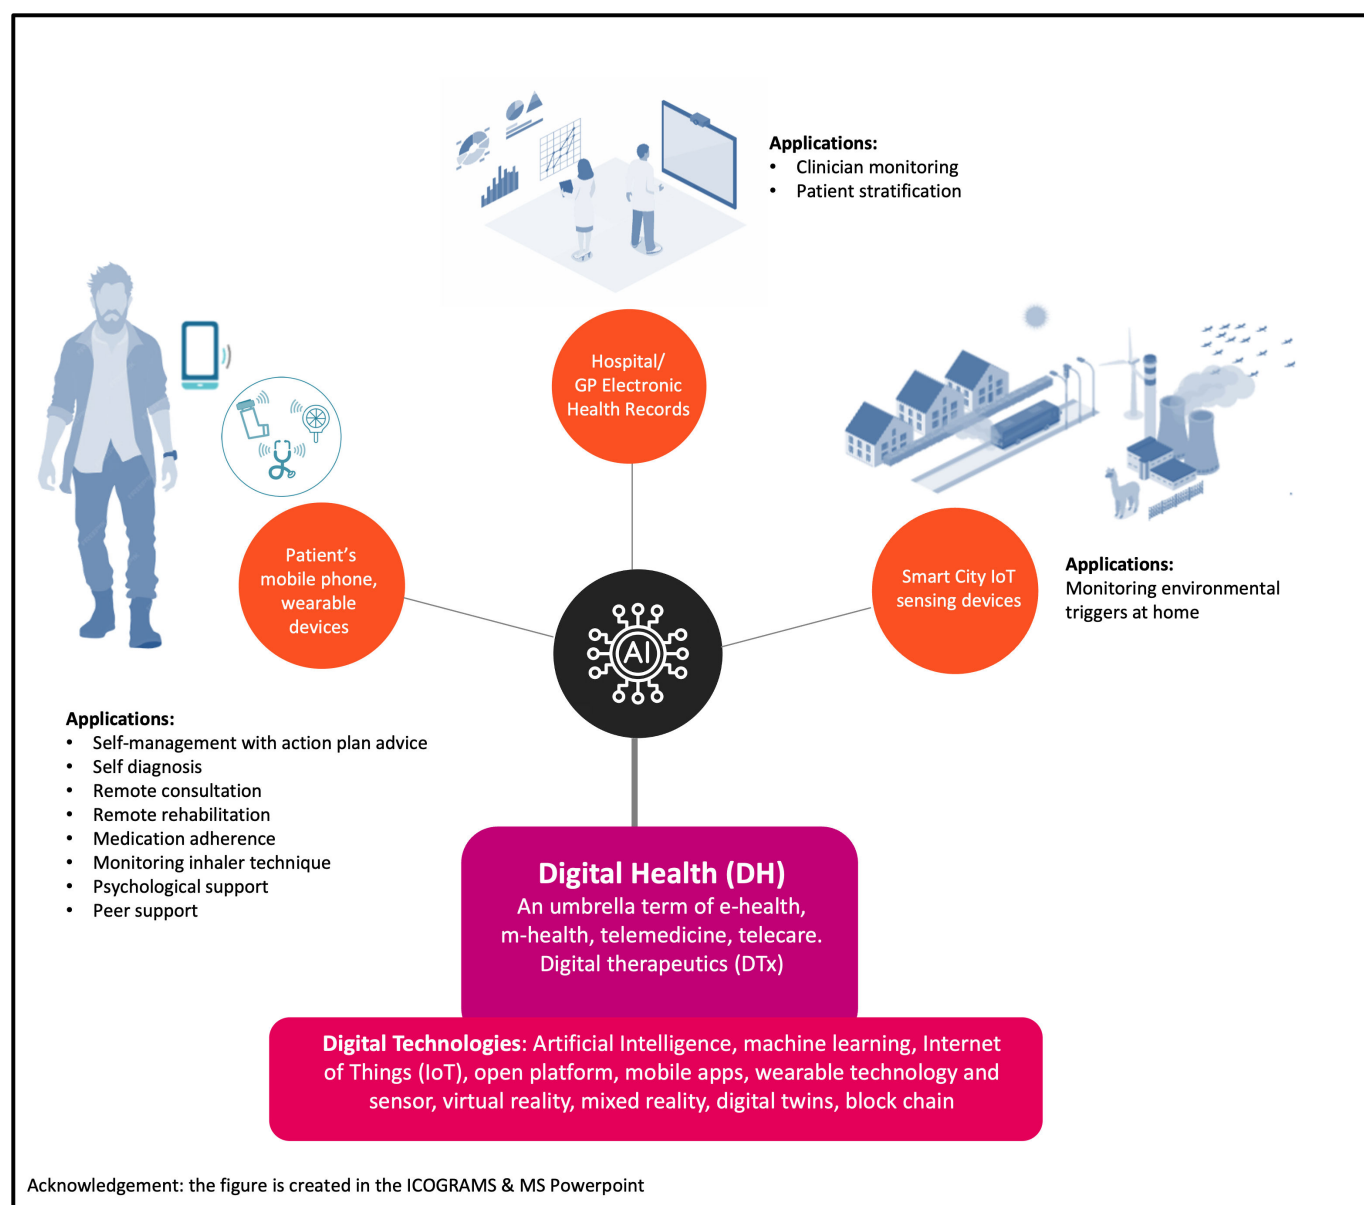 Applications:
• Clinician monitoring
• Patient stratification
Hospital/
GP Electronic
Health Records
Patient's
mobile phone,
wearable
devices
Smart City IoT
sensing devices
Applications:
Monitoring environmental
triggers at home
AI
Applications:
• Self-management with action plan advice
• Self diagnosis
• Remote consultation
• Remote rehabilitation
• Medication adherence
• Monitoring inhaler technique
• Psychological support
• Peer support
Digital Health (DH)
An umbrella term of e-health,
m-health, telemedicine, telecare.
Digital therapeutics (DTx)
Digital Technologies: Artificial Intelligence, machine learning, Internet
of Things (IoT), open platform, mobile apps, wearable technology and
sensor, virtual reality, mixed reality, digital twins, block chain
Acknowledgement: the figure is created in the ICOGRAMS & MS Powerpoint